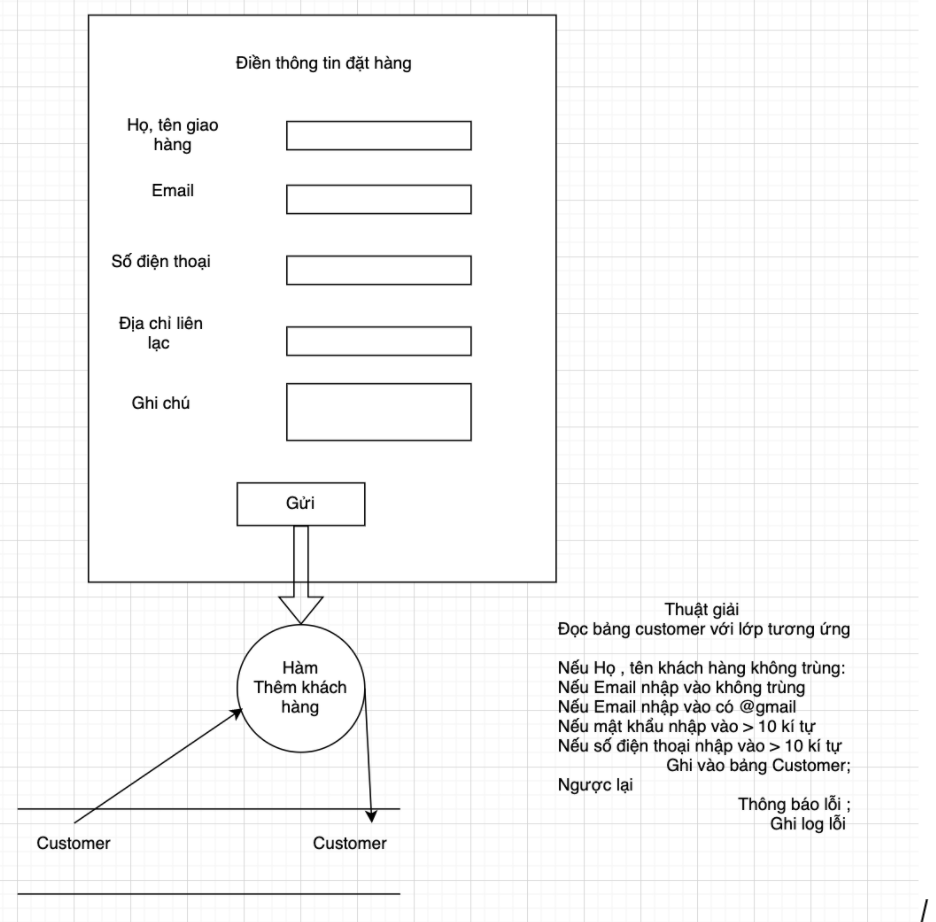 Điền thông tin đặt hàng
Họ, tên giao
hàng
Email
Số điện thoại
Địa chỉ liên
lạc
Ghi chú
Gửi
Hàm
Thêm khách
hàng
Customer
Customer
Thuật giải
Đọc bảng customer với lớp tương ứng
Nếu Họ , tên khách hàng không trùng:
Nếu Email nhập vào không trùng
Nếu Email nhập vào có @gmail
Nếu mật khẩu nhập vào > 10 kí tự
Nếu số điện thoại nhập vào > 10 kí tự
Ghi vào bảng Customer;
Ngược lại
Thông báo lỗi ;
Ghi log lỗi